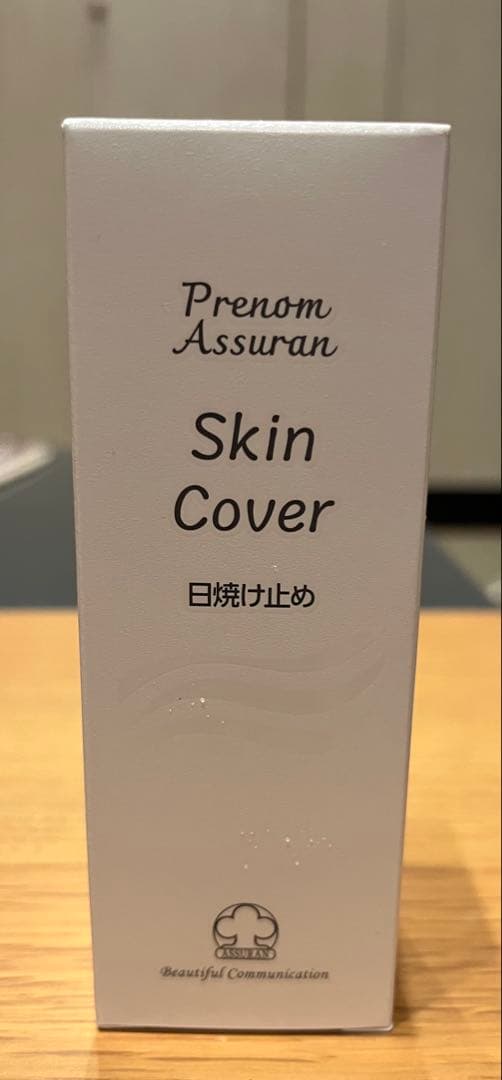 Prenom
Assuran
Skin
Cover
日焼け止め
ASSURAN
Beautiful Communication